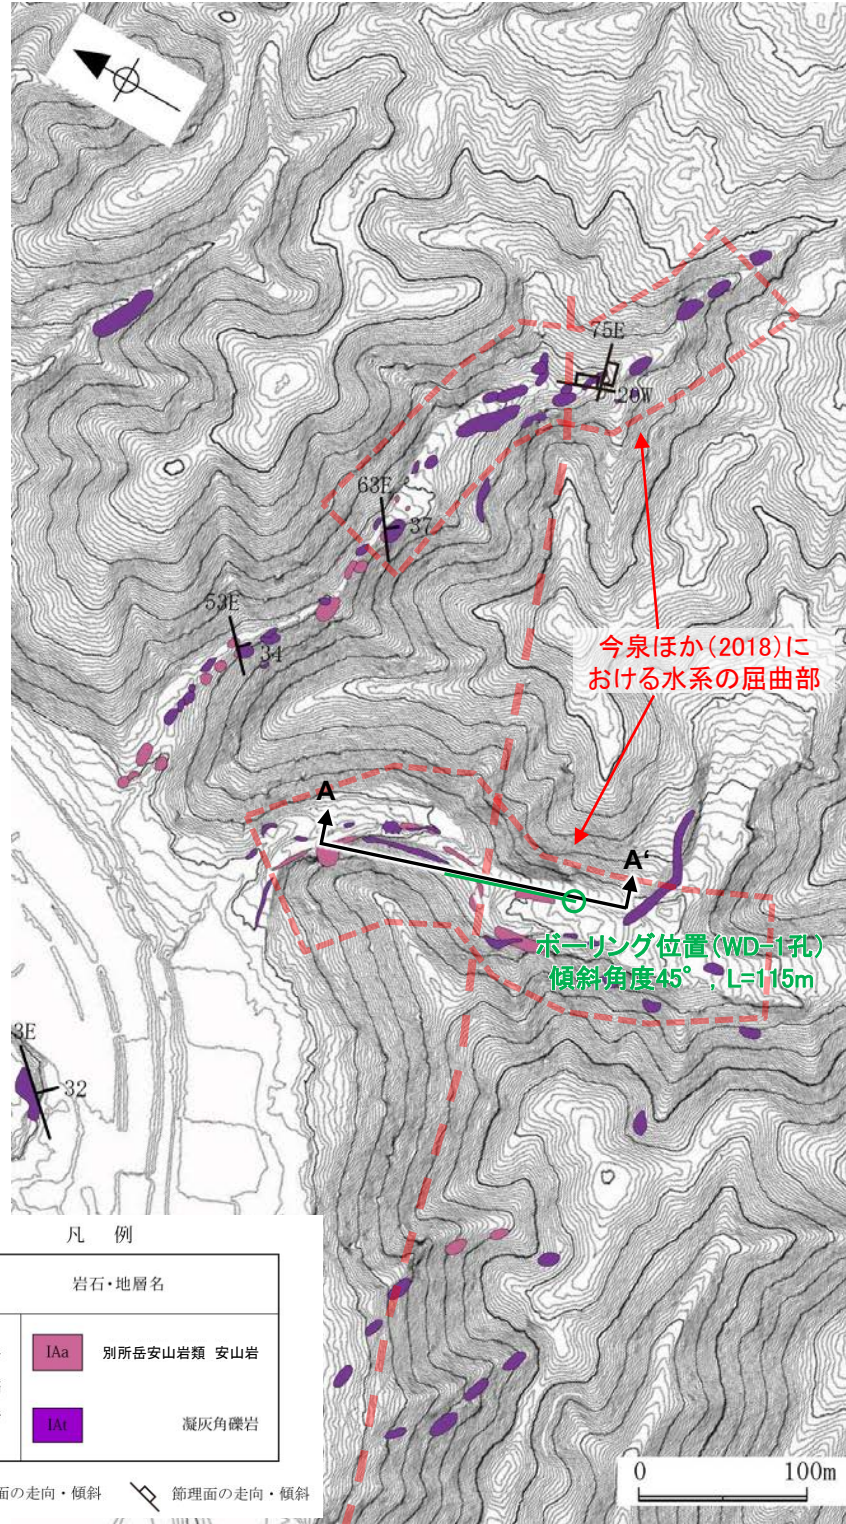 75E
20W
63E
37
53E
34
今泉ほか(2018)に
おける水系の屈曲部
A
A‘
ボーリング位置(WD-1孔)
傾斜角度45°, L=115m
3E
32
凡 例
岩石・地層名
IAa 別所岳安山岩類 安山岩
IAt 凝灰角礫岩
面の走向・傾斜 節理面の走向・傾斜
0 100m